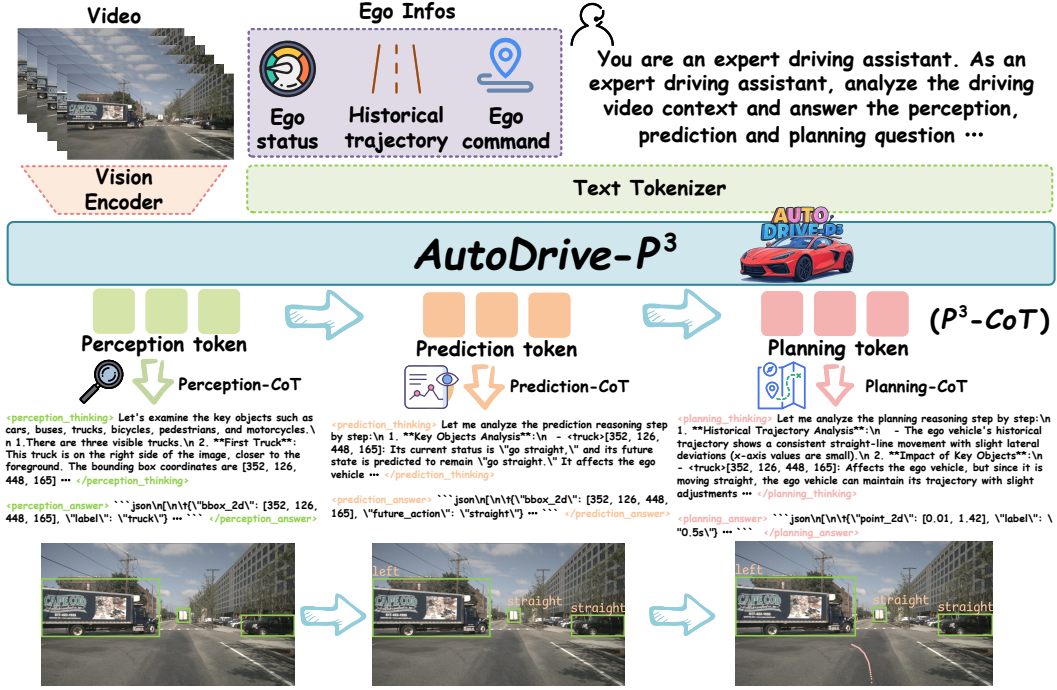 Video
Ego Infos
Ego
status
Historical
trajectory
Ego
command
You are an expert driving assistant. As an
expert driving assistant, analyze the driving
video context and answer the perception,
prediction and planning question ···
Vision
Encoder
Text Tokenizer
AutoDrive-P³
AUTO
DRIVE-P³
(P³-CoT)
Perception token
Prediction token
Planning token
Perception-CoT
Prediction-CoT
Planning-CoT
<perception_thinking> Let's examine the key objects such as
cars, buses, trucks, bicycles, pedestrians, and motorcycles.\
n 1.There are three visible trucks.\n 2. **First Truck**:
This truck is on the right side of the image, closer to the
foreground. The bounding box coordinates are [352, 126,
448, 165] ··· </perception_thinking>
<perception_answer> ```json\n[\n\t{\"bbox_2d\": [352, 126,
448, 165], \"label\": \"truck\"} ··· ``` </perception_answer>
<prediction_thinking> Let me analyze the prediction reasoning step
by step:\n 1. **Key Objects Analysis**:\n - <truck>[352, 126,
448, 165]: Its current status is \"go straight,\" and its future
state is predicted to remain \"go straight.\" It affects the ego
vehicle ··· </prediction_thinking>
<prediction_answer> ```json\n[\n\t{\"bbox_2d\": [352, 126, 448,
165], \"future_action\": \"straight\"} ··· ``` </prediction_answer>
<planning_thinking> Let me analyze the planning reasoning step by step:\n
1. **Historical Trajectory Analysis**:\n - The ego vehicle's historical
trajectory shows a consistent straight-line movement with slight lateral
deviations (x-axis values are small).\n 2. **Impact of Key Objects**:\n
- <truck>[352, 126, 448, 165]: Affects the ego vehicle, but since it is
moving straight, the ego vehicle can maintain its trajectory with slight
adjustments ··· </planning_thinking>
<planning_answer> ```json\n[\n\t{\"point_2d\": [0.01, 1.42], \"label\": \
"0.5s\"} ··· ``` </planning_answer>
CAPE COD
left
straight
straight
CAPE COD
left
straight
straight
CAPE COD